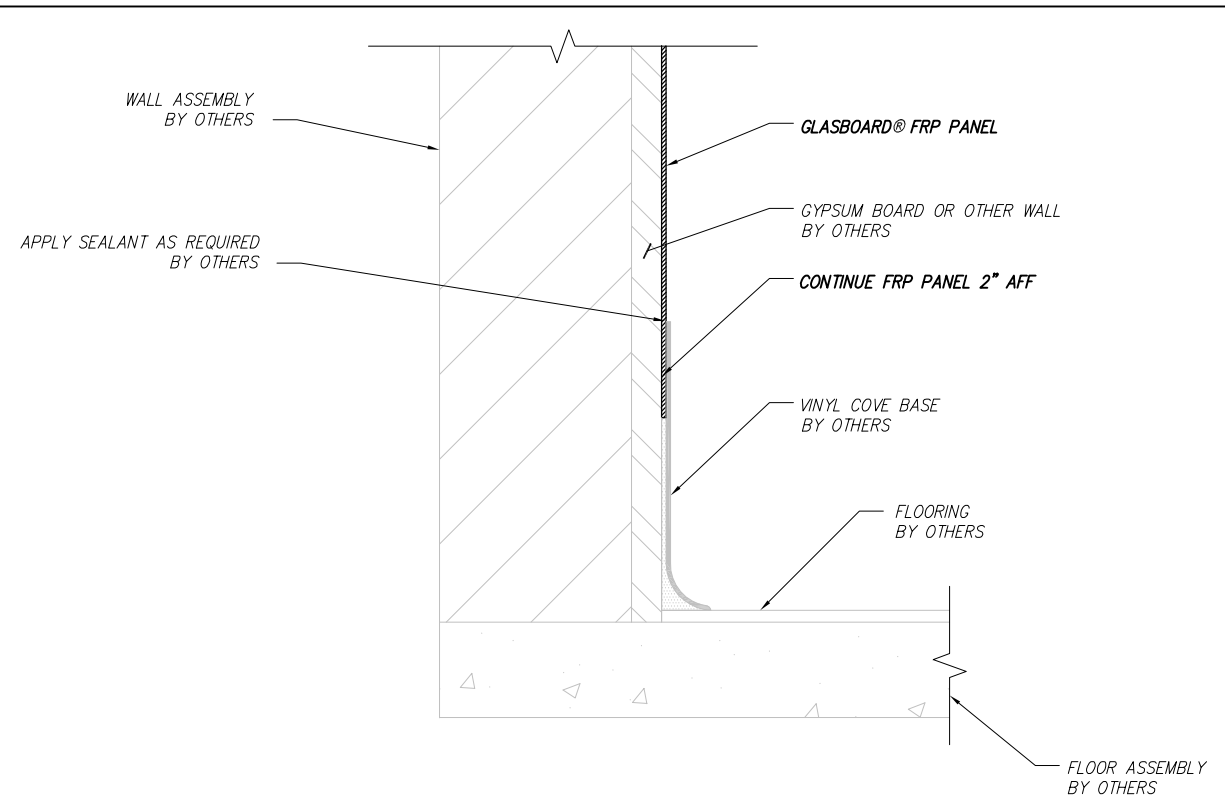 WALL ASSEMBLY
BY OTHERS
GLASBOARD® FRP PANEL
GYPSUM BOARD OR OTHER WALL
BY OTHERS
APPLY SEALANT AS REQUIRED
BY OTHERS
CONTINUE FRP PANEL 2" AFF
VINYL COVE BASE
BY OTHERS
FLOORING
BY OTHERS
FLOOR ASSEMBLY
BY OTHERS